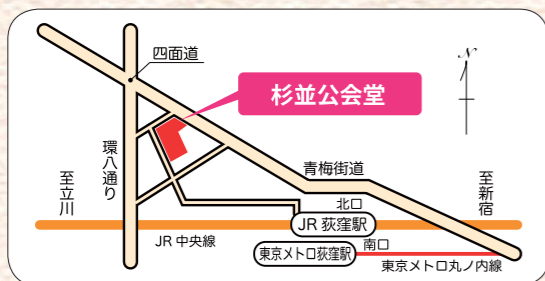 四面道
杉並公会堂
N
環八通り
至立川
青梅街道
至新宿
北口
JR 荻窪駅
JR 中央線
南口
東京メトロ荻窪駅
東京メトロ丸ノ内線